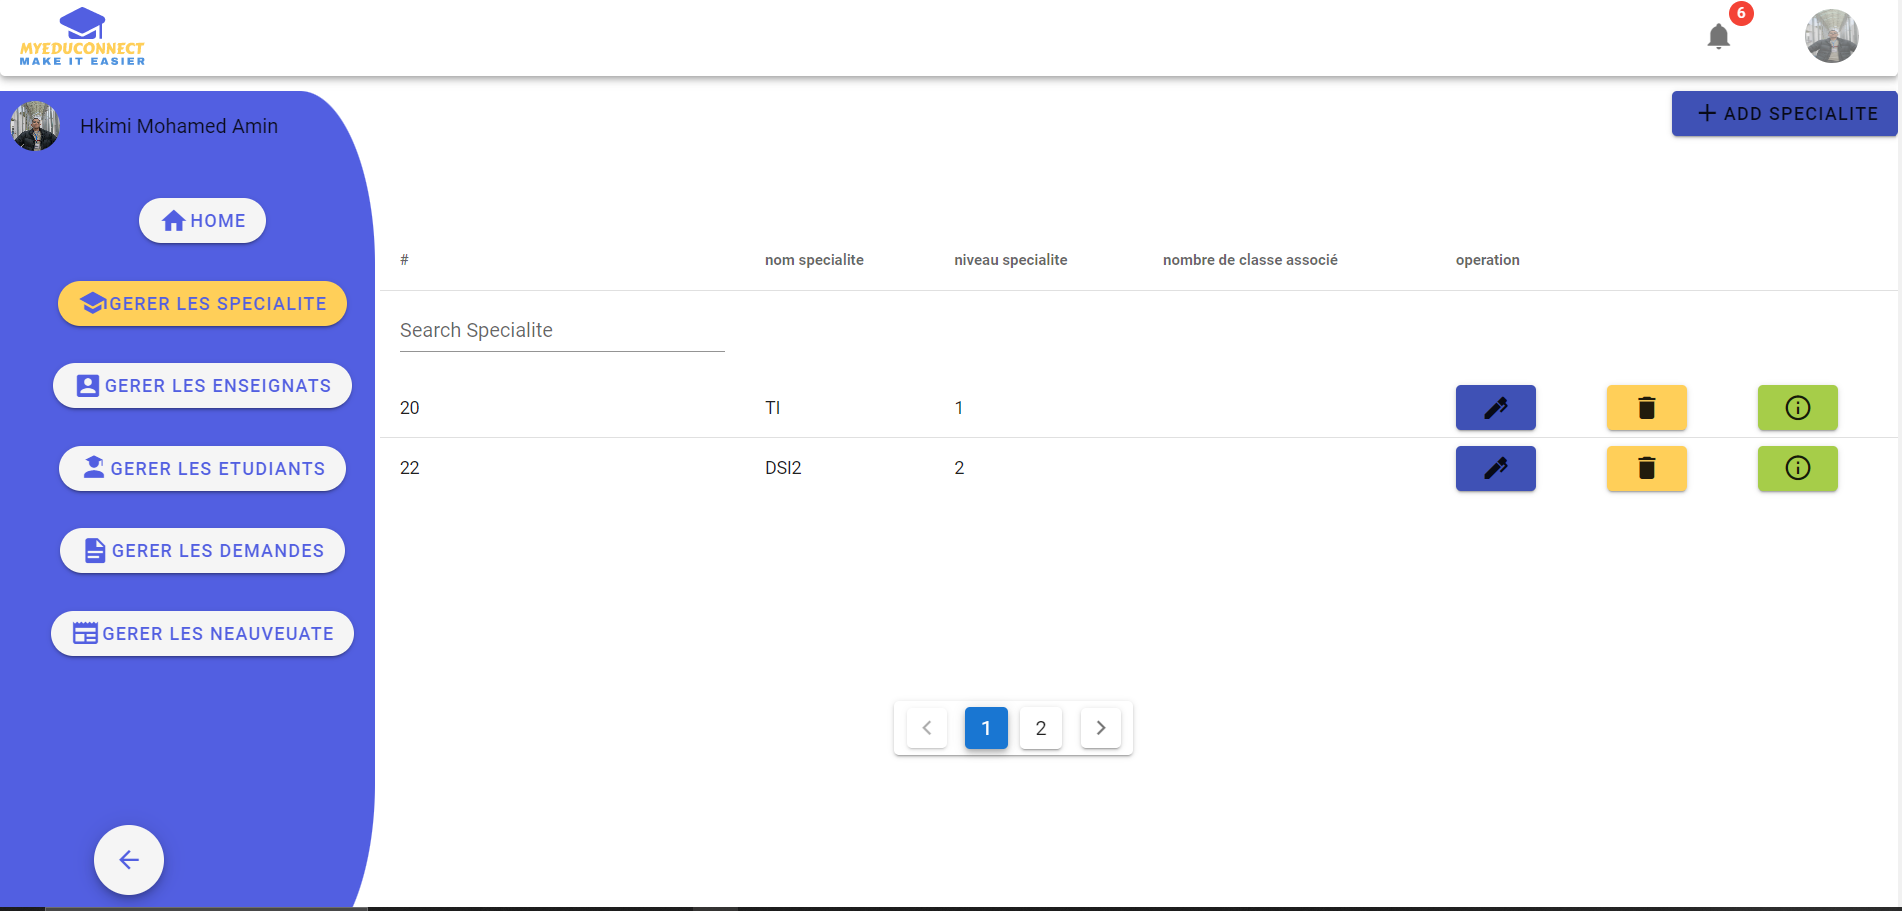 MYEDUCONNECT
MAKE IT EASIER
6
Hkimi Mohamed Amin
ADD SPECIALITE
HOME
GERER LES SPECIALITE
GERER LES ENSEIGNATS
GERER LES ETUDIANTS
GERER LES DEMANDES
GERER LES NEAUVEUATE
# nom specialite niveau specialite nombre de classe associé operation
Search Specialite
20 TI 1
22 DSI2 2
1 2